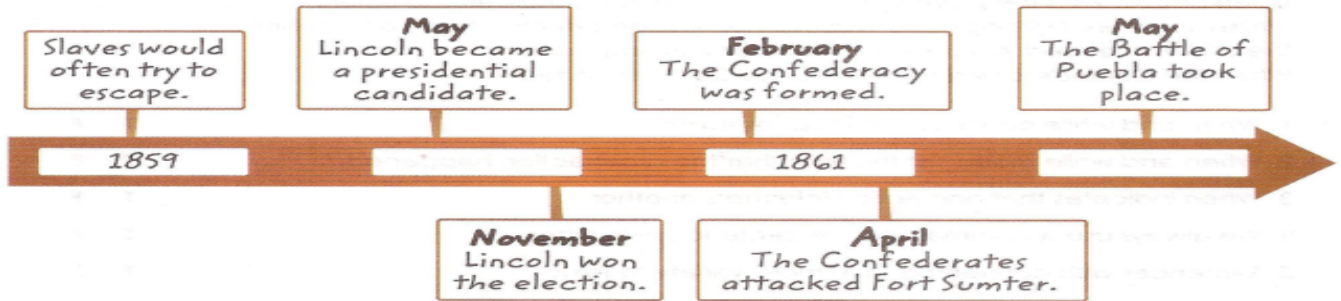 Slaves would
often try to
escape.
May
Lincoln became
a presidential
candidate.
February
The Confederacy
was formed.
May
The Battle of
Puebla took
place.
1859
1861
November
Lincoln won
the election.
April
The Confederates
attacked Fort Sumter.